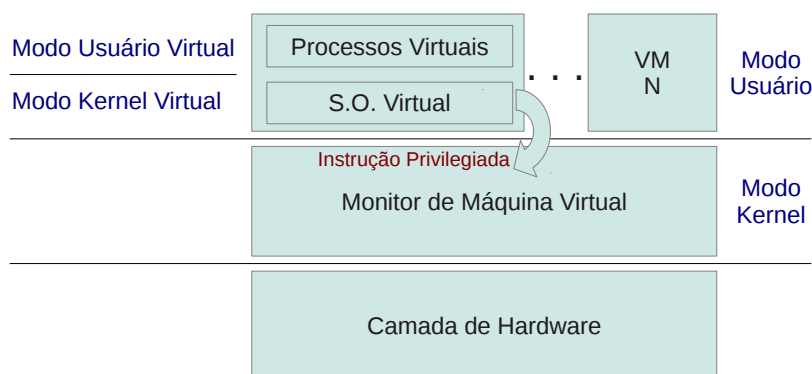 Modo Usuário Virtual
Modo Kernel Virtual
Processos Virtuais
S.O. Virtual
. . .
VM
N
Modo
Usuário
Instrução Privilegiada
Monitor de Máquina Virtual
Modo
Kernel
Camada de Hardware